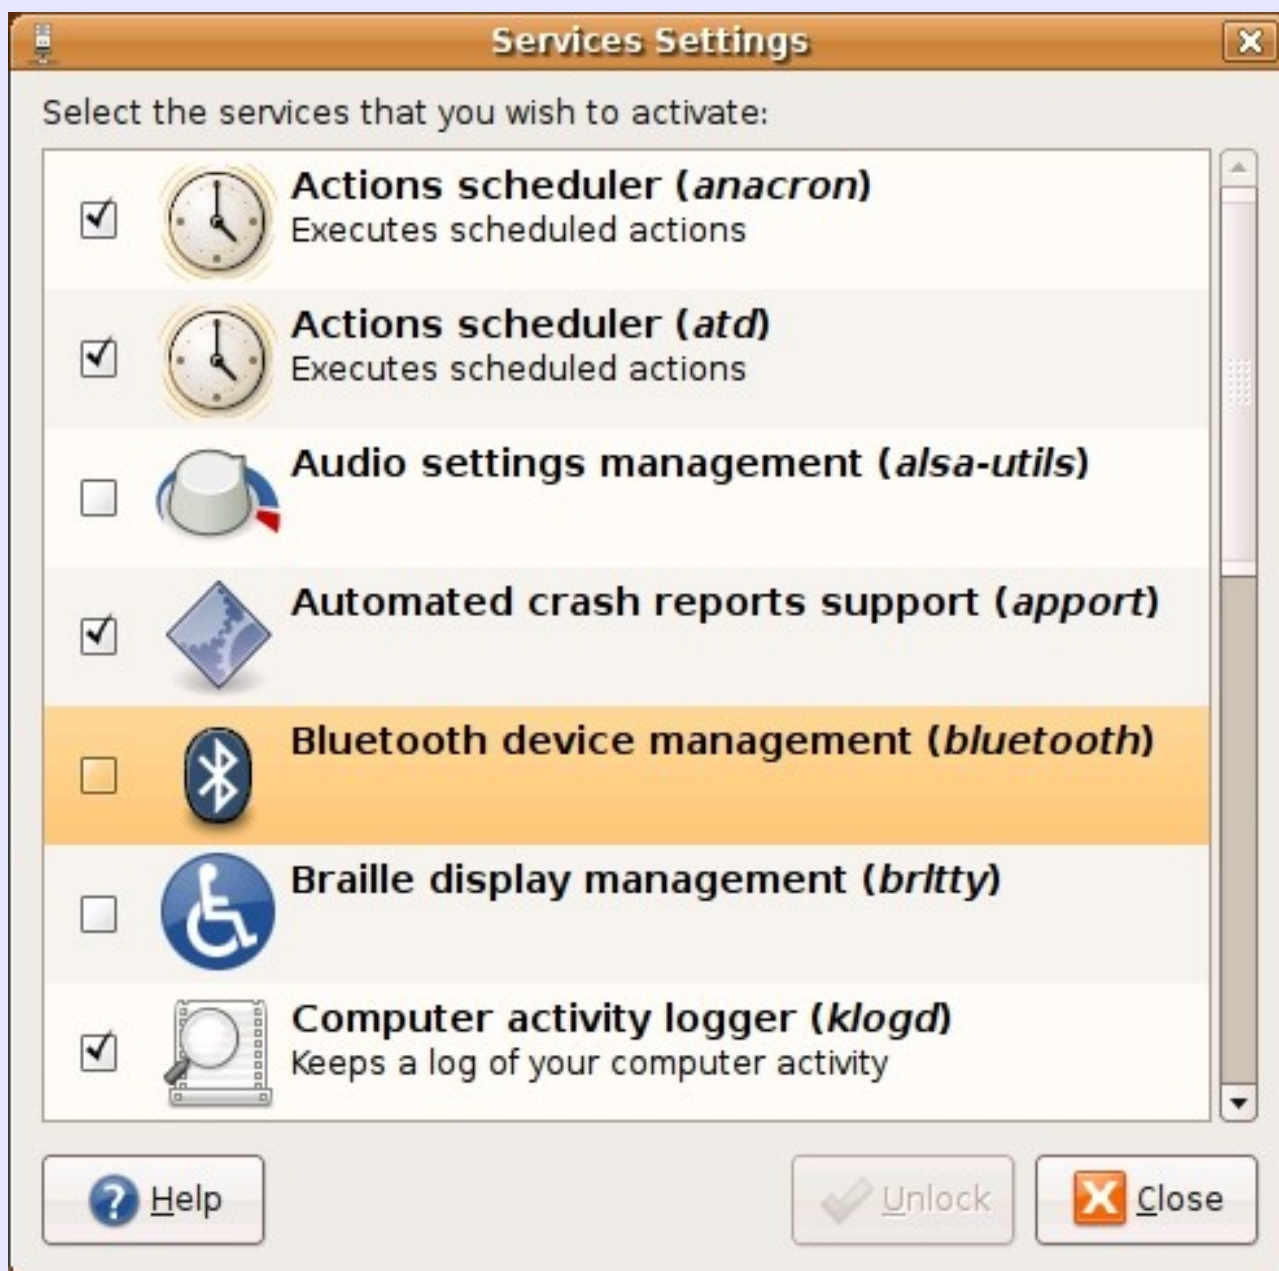 Services Settings
Select the services that you wish to activate:
Actions scheduler (anacron)
Executes scheduled actions
Actions scheduler (atd)
Executes scheduled actions
Audio settings management (alsa-utils)
Automated crash reports support (apport)
Bluetooth device management (bluetooth)
Braille display management (brltty)
Computer activity logger (klogd)
Keeps a log of your computer activity
Help
Unlock
Close